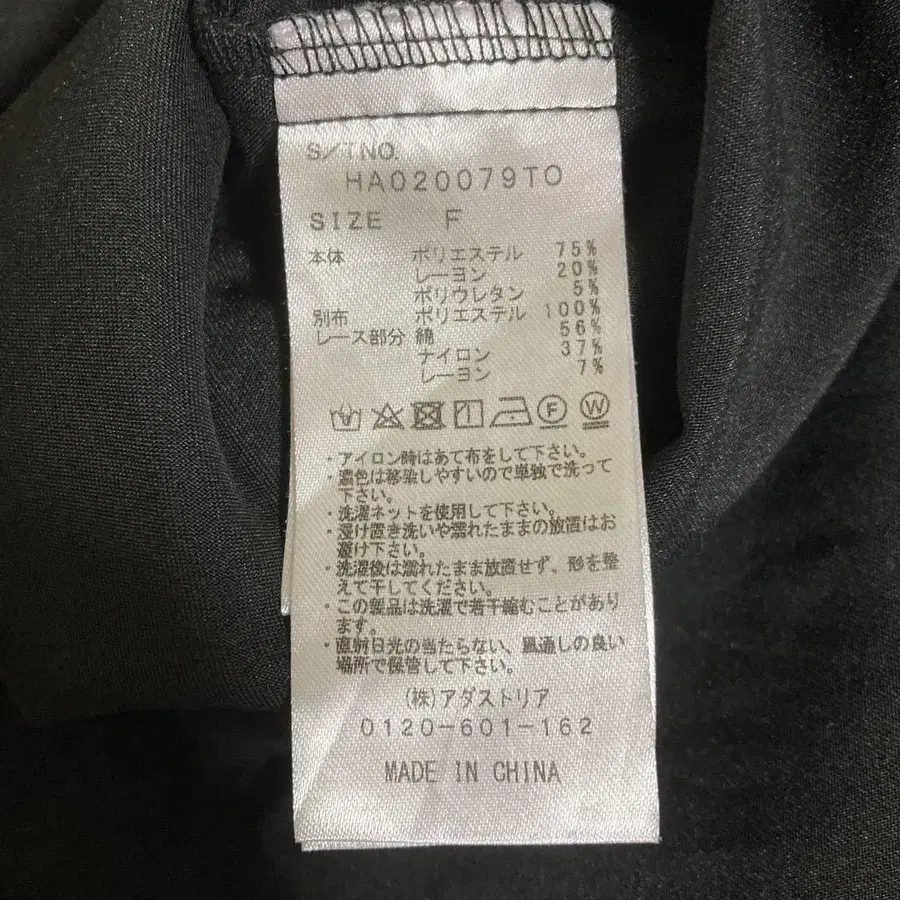 S/TNO.
HA020079TO
SIZE F
本体 ポリエステル 75%
レーヨン 20%
ポリウレタン 5%
別布 ポリエステル 100%
レース部分 綿 56%
ナイロン 37%
レーヨン 7%
F W
・アイロン時はあて布をして下さい。
・濃色は移染しやすいので単独で洗って
下さい。
・洗濯ネットを使用して下さい。
・浸け置き洗いや濡れたままの放置はお
避け下さい。
・洗濯後は濡れたまま放置せず、形を整
えて干してください。
・この製品は洗濯で若干縮むことがあり
ます。
・直射日光の当たらない、風通しの良い
場所で保管して下さい。
(株)アダストリア
0120-601-162
MADE IN CHINA